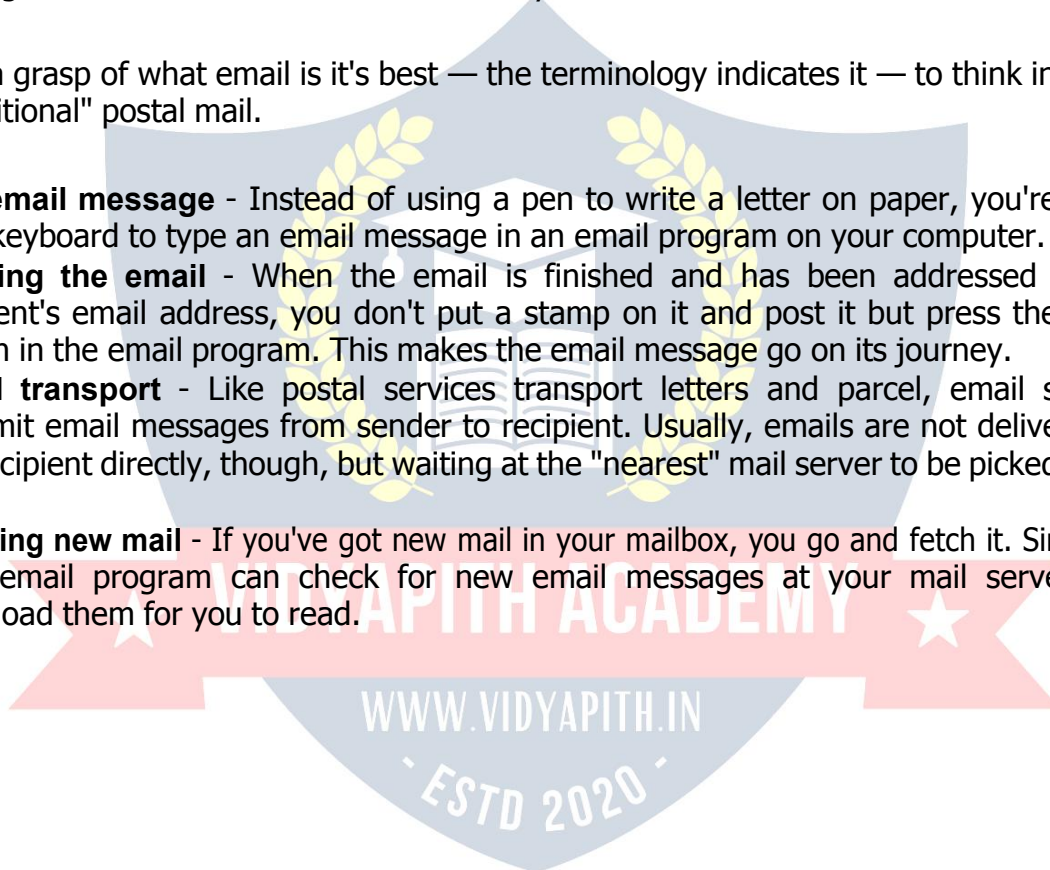 grasp of what email is it's best — the terminology indicates it — to think in
itional" postal mail.
email message - Instead of using a pen to write a letter on paper, you're
keyboard to type an email message in an email program on your computer.
ing the email - When the email is finished and has been addressed
ent's email address, you don't put a stamp on it and post it but press the
n in the email program. This makes the email message go on its journey.
l transport - Like postal services transport letters and parcel, email s
mit email messages from sender to recipient. Usually, emails are not delive
cipient directly, though, but waiting at the "nearest" mail server to be picked
ing new mail - If you've got new mail in your mailbox, you go and fetch it. Sin
email program can check for new email messages at your mail serve
oad them for you to read.
VIDYAPITH ACADEMY
WWW.VIDYAPITH.IN
- ESTD 2020 -